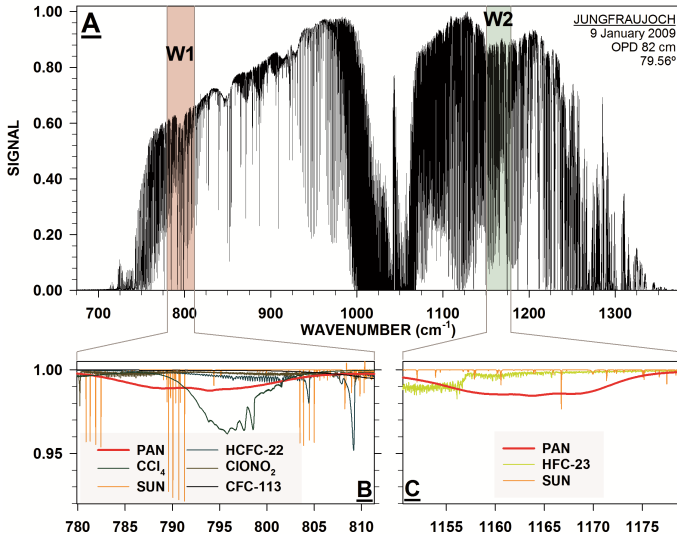 A
W1
W2
JUNGFRAUJOCH
9 January 2009
OPD 82 cm
79.56º
SIGNAL
1.00
0.80
0.60
0.40
0.20
0.00
700 800 900 1000 1100 1200 1300
WAVENUMBER (cm⁻¹)
1.00
0.95
PAN HCFC-22
CCl₄ ClONO₂
SUN CFC-113
B
780 785 790 795 800 805 810
C
PAN
HFC-23
SUN
1155 1160 1165 1170 1175